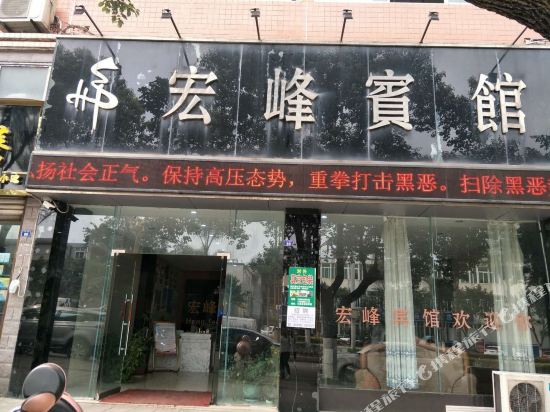 宏峰賓館
扬社会正气。保持高压态势，重拳打击黑恶。扫除黑恶
宏峰
宏峰宾馆欢迎